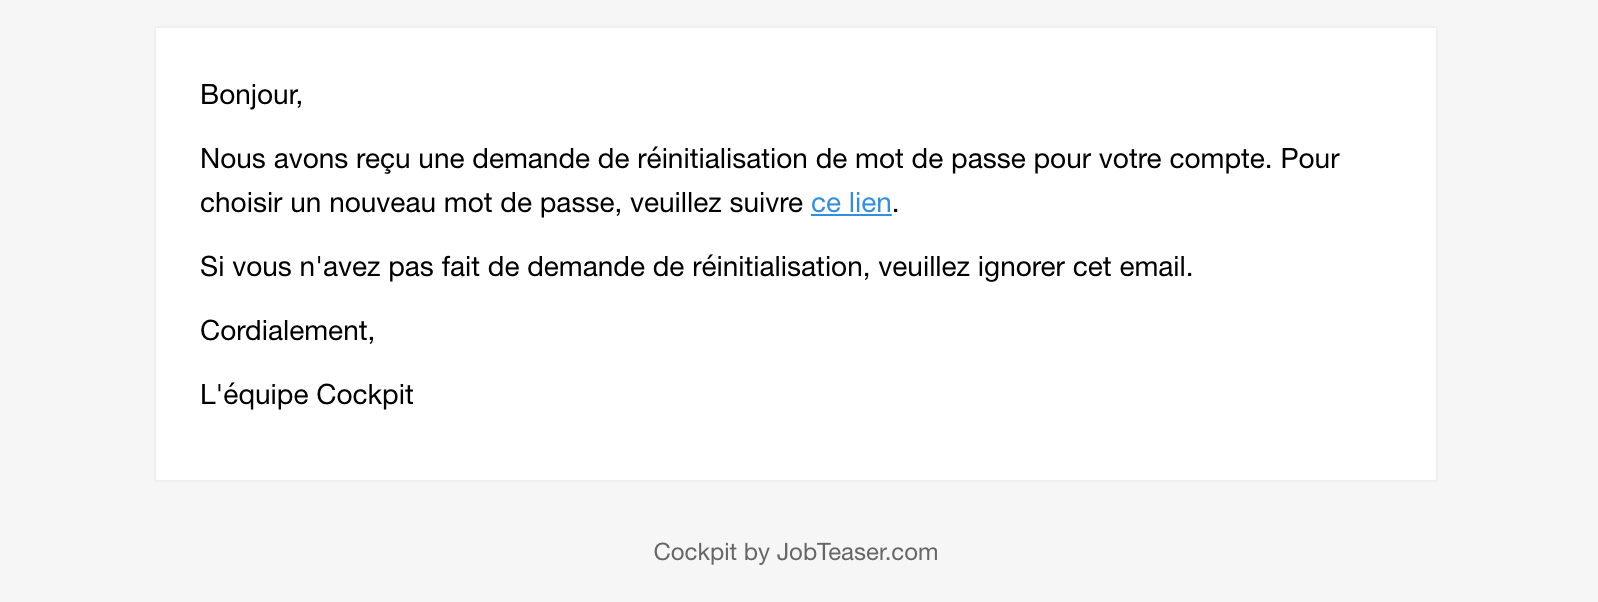 Bonjour,
Nous avons reçu une demande de réinitialisation de mot de passe pour votre compte. Pour
choisir un nouveau mot de passe, veuillez suivre ce lien.
Si vous n'avez pas fait de demande de réinitialisation, veuillez ignorer cet email.
Cordialement,
L'équipe Cockpit
Cockpit by JobTeaser.com